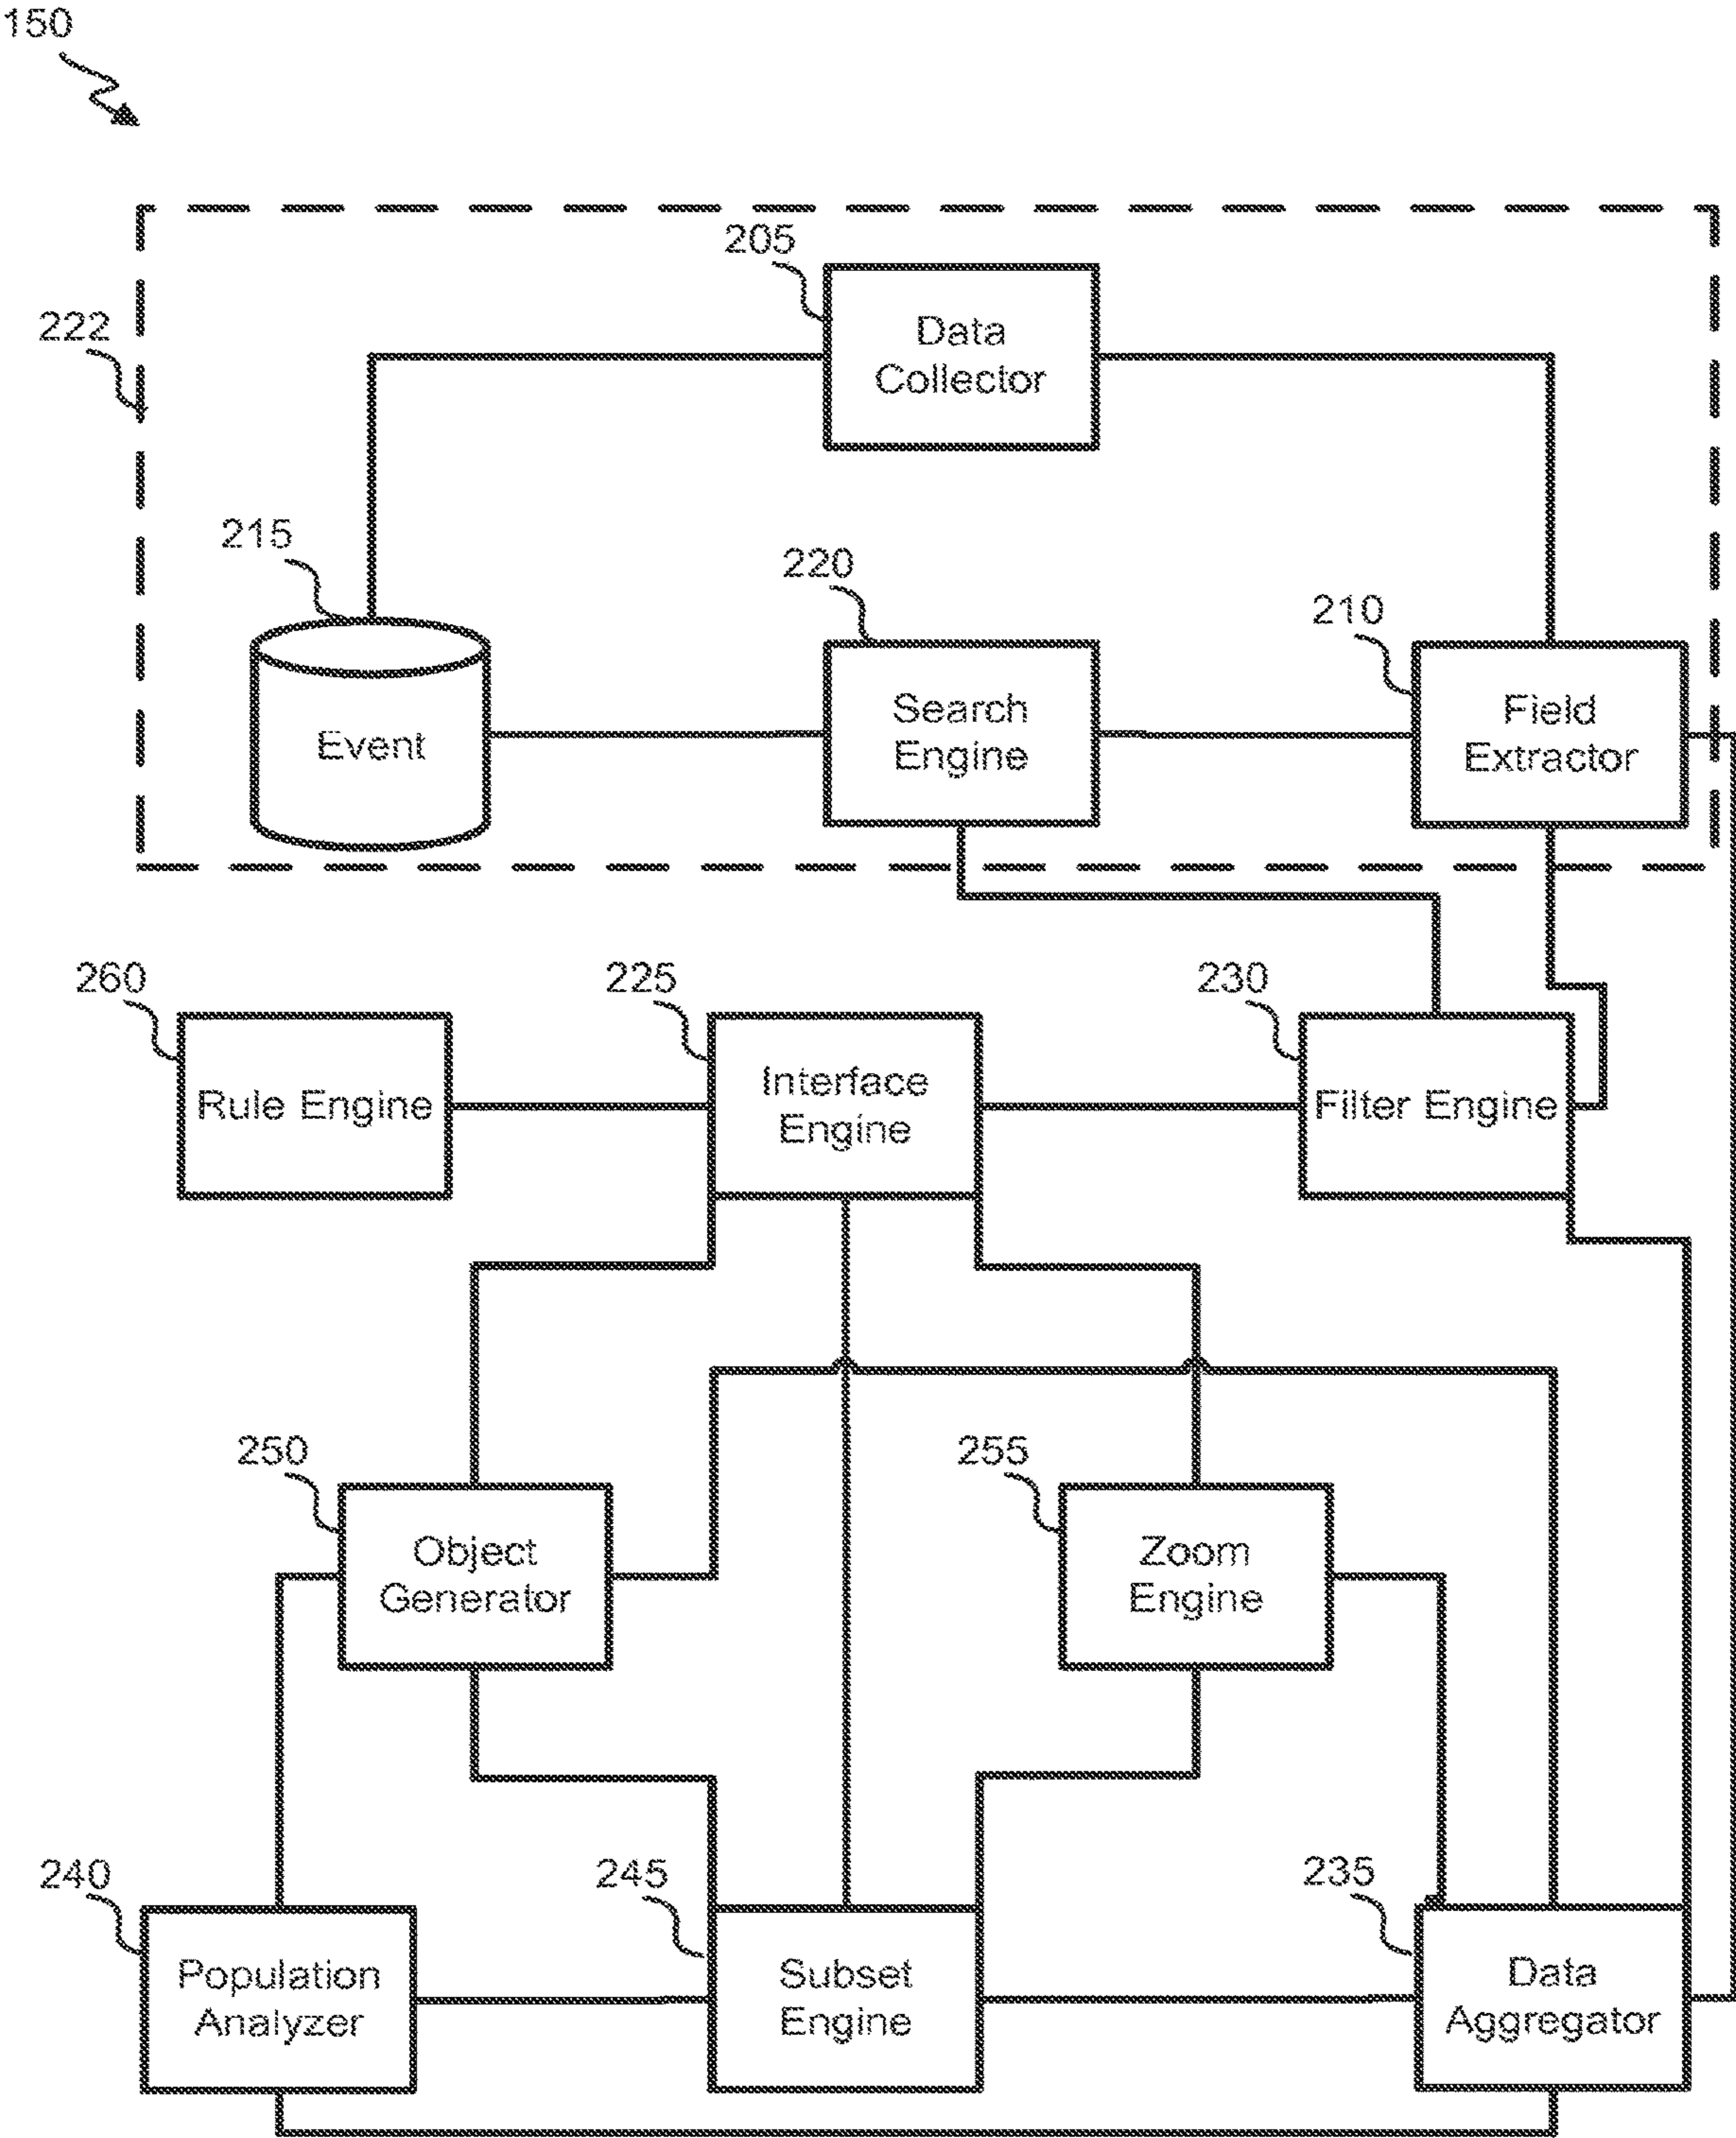 150
205
222
Data
Collector
215
220
210
Event
Search
Engine
Field
Extractor
260
225
230
Rule Engine
Interface
Engine
Filter Engine
250
255
Object
Generator
Zoom
Engine
240
245
235
Population
Analyzer
Subset
Engine
Data
Aggregator